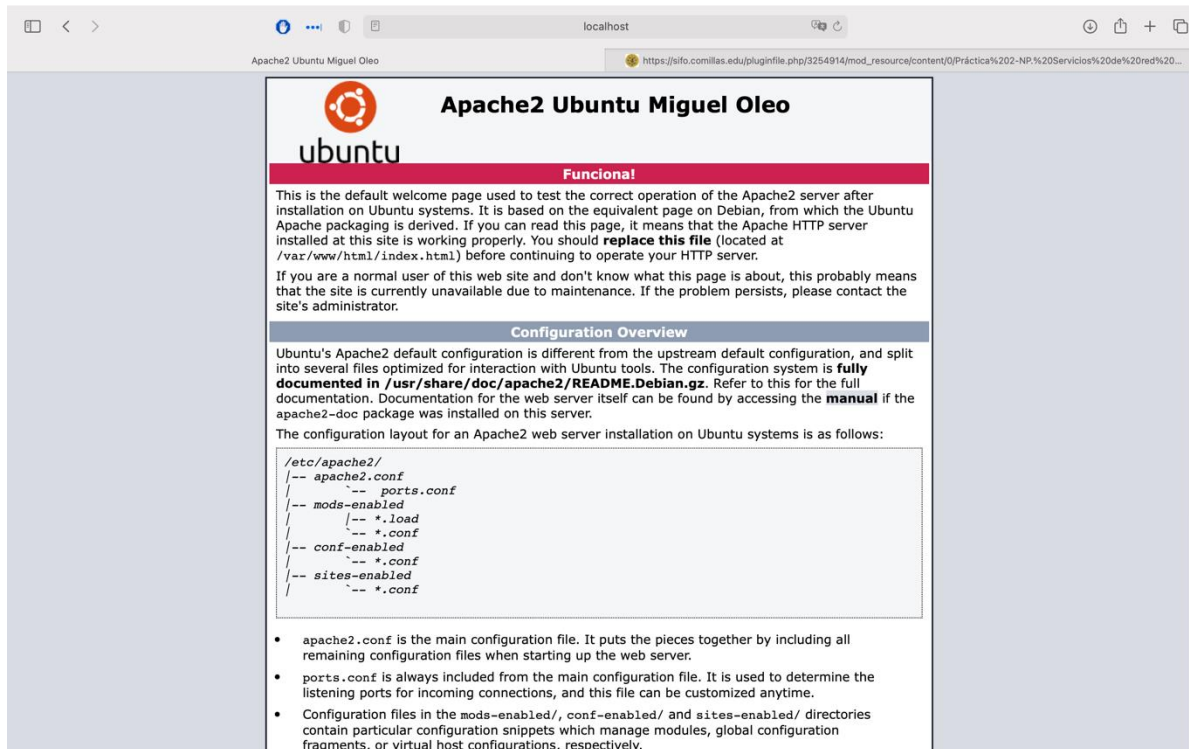 localhost
Apache2 Ubuntu Miguel Oleo
https://sifo.comillas.edu/pluginfile.php/3254914/mod_resource/content/0/Práctica%202-NP.%20Servicios%20de%20red%20...
ubuntu
Apache2 Ubuntu Miguel Oleo
Funciona!
This is the default welcome page used to test the correct operation of the Apache2 server after
installation on Ubuntu systems. It is based on the equivalent page on Debian, from which the Ubuntu
Apache packaging is derived. If you can read this page, it means that the Apache HTTP server
installed at this site is working properly. You should replace this file (located at
/var/www/html/index.html) before continuing to operate your HTTP server.
If you are a normal user of this web site and don't know what this page is about, this probably means
that the site is currently unavailable due to maintenance. If the problem persists, please contact the
site's administrator.
Configuration Overview
Ubuntu's Apache2 default configuration is different from the upstream default configuration, and split
into several files optimized for interaction with Ubuntu tools. The configuration system is fully
documented in /usr/share/doc/apache2/README.Debian.gz. Refer to this for the full
documentation. Documentation for the web server itself can be found by accessing the manual if the
apache2-doc package was installed on this server.
The configuration layout for an Apache2 web server installation on Ubuntu systems is as follows:
/etc/apache2/
|-- apache2.conf
|       `--  ports.conf
|-- mods-enabled
|       |-- *.load
|       `-- *.conf
|-- conf-enabled
|       `-- *.conf
|-- sites-enabled
|       `-- *.conf
• apache2.conf is the main configuration file. It puts the pieces together by including all
remaining configuration files when starting up the web server.
• ports.conf is always included from the main configuration file. It is used to determine the
listening ports for incoming connections, and this file can be customized anytime.
• Configuration files in the mods-enabled/, conf-enabled/ and sites-enabled/ directories
contain particular configuration snippets which manage modules, global configuration
fragments, or virtual host configurations, respectively.